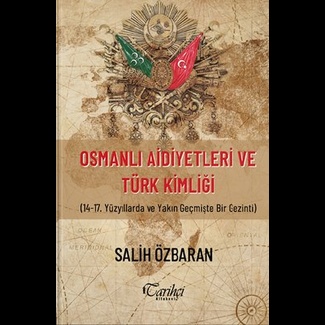 OSMANLI AİDİYETLERİ VE
TÜRK KİMLİĞİ
(14-17. Yüzyıllarda ve Yakın Geçmişte Bir Gezinti)
SALİH ÖZBARAN
Tarihçi
Kitabevi